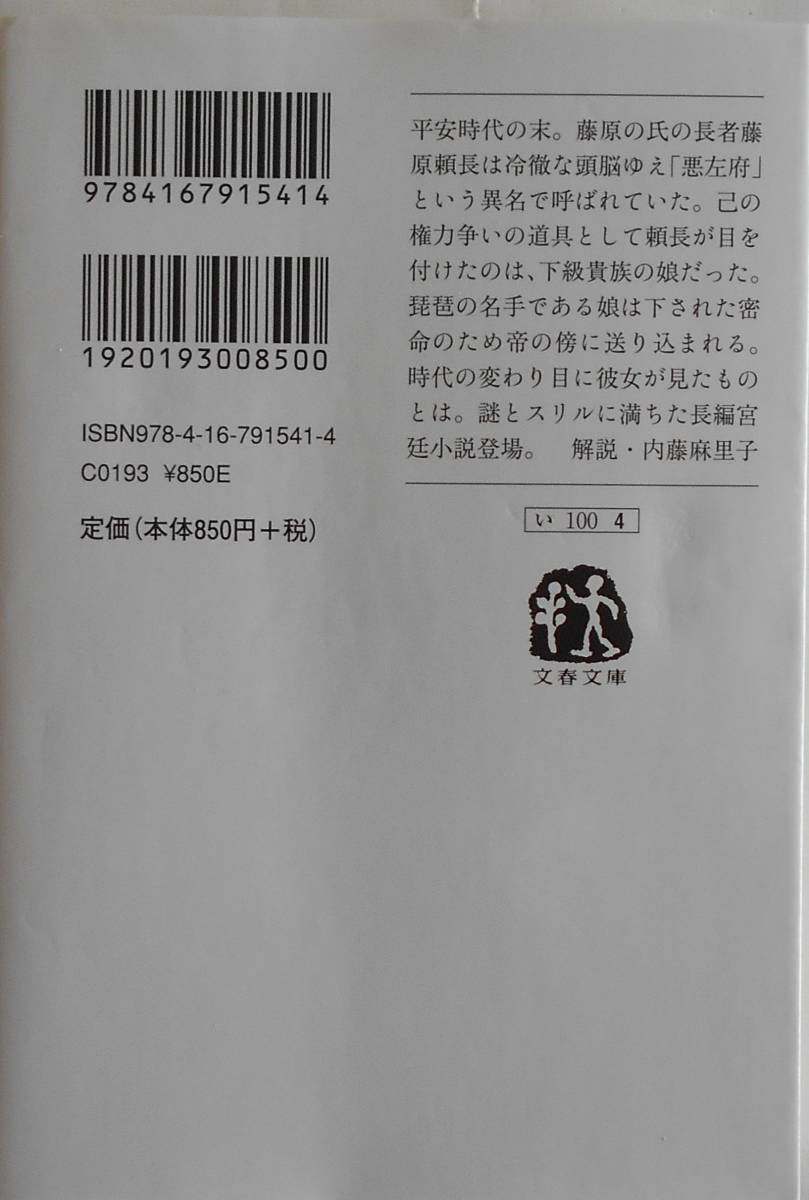 9784167915414
1920193008500
ISBN978-4-16-791541-4
C0193 ¥850E
定価(本体850円+税)
平安時代の末。藤原の氏の長者藤
原頼長は冷徹な頭脳ゆえ「悪左府」
という異名で呼ばれていた。己の
権力争いの道具として頼長が目を
付けたのは、下級貴族の娘だった。
琵琶の名手である娘は下された密
命のため帝の傍に送り込まれる。
時代の変わり目に彼女が見たもの
とは。謎とスリルに満ちた長編宮
廷小説登場。 解説・内藤麻里子
い 100 4
文春文庫